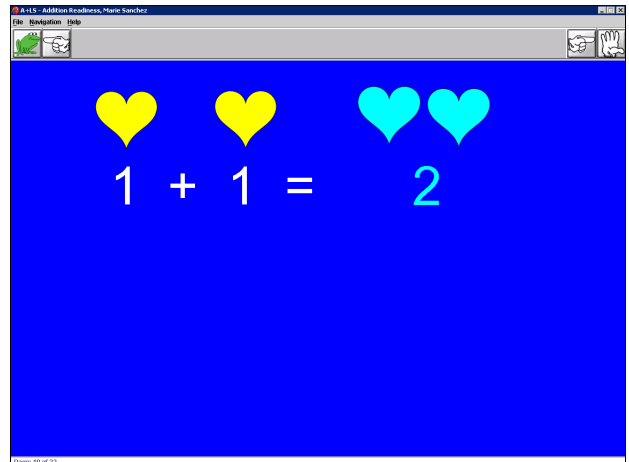 A+LS - Addition Readiness, Marie Sanchez
File Navigation Help
1 + 1 = 2